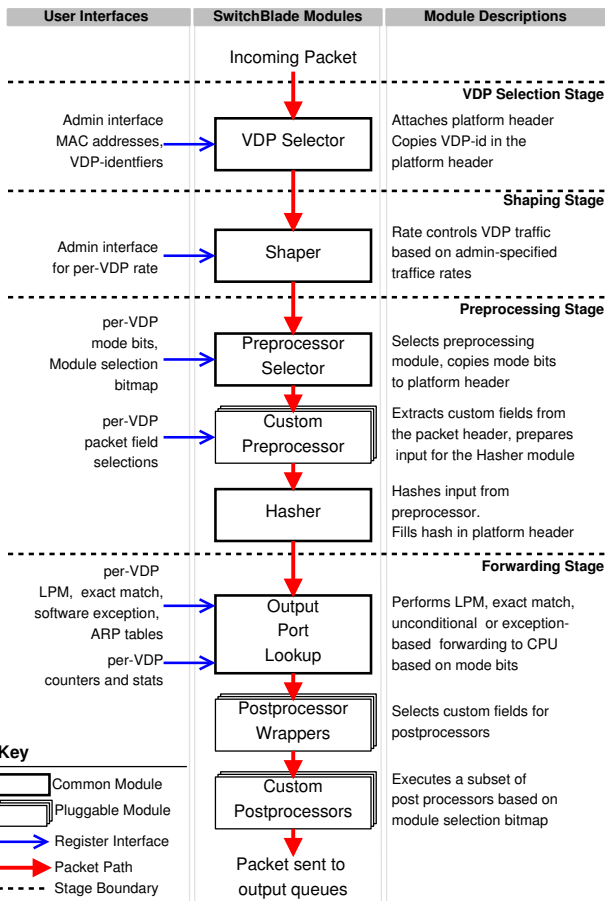 User Interfaces
SwitchBlade Modules
Module Descriptions
Incoming Packet
VDP Selection Stage
Admin interface
MAC addresses,
VDP-identfiers
VDP Selector
Attaches platform header
Copies VDP-id in the
platform header
Shaping Stage
Admin interface
for per-VDP rate
Shaper
Rate controls VDP traffic
based on admin-specified
traffice rates
Preprocessing Stage
per-VDP
mode bits,
Module selection
bitmap
Preprocessor
Selector
Selects preprocessing
module, copies mode bits
to platform header
per-VDP
packet field
selections
Custom
Preprocessor
Extracts custom fields from
the packet header, prepares
input for the Hasher module
Hasher
Hashes input from
preprocessor.
Fills hash in platform header
Forwarding Stage
per-VDP
LPM, exact match,
software exception,
ARP tables
per-VDP
counters and stats
Output
Port
Lookup
Performs LPM, exact match,
unconditional or exception-
based forwarding to CPU
based on mode bits
Postprocessor
Wrappers
Selects custom fields for
postprocessors
Custom
Postprocessors
Executes a subset of
post processors based on
module selection bitmap
Packet sent to
output queues
Key
Common Module
Pluggable Module
Register Interface
Packet Path
Stage Boundary